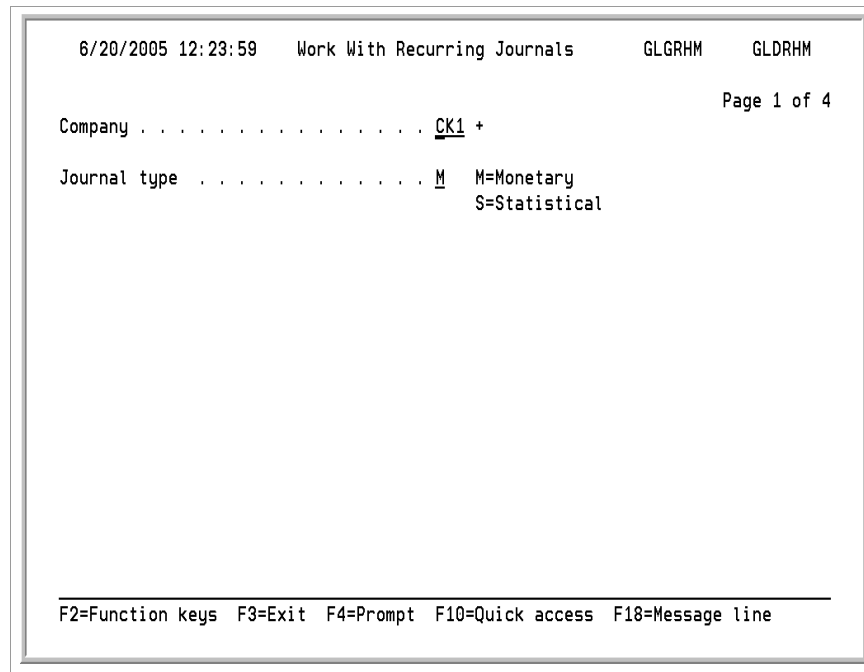 6/20/2005 12:23:59 Work With Recurring Journals GLGRHM GLDRHM
Page 1 of 4
Company . . . . . . . . . . . . . . . CK1 +
Journal type . . . . . . . . . . . . M M=Monetary
S=Statistical
F2=Function keys F3=Exit F4=Prompt F10=Quick access F18=Message line